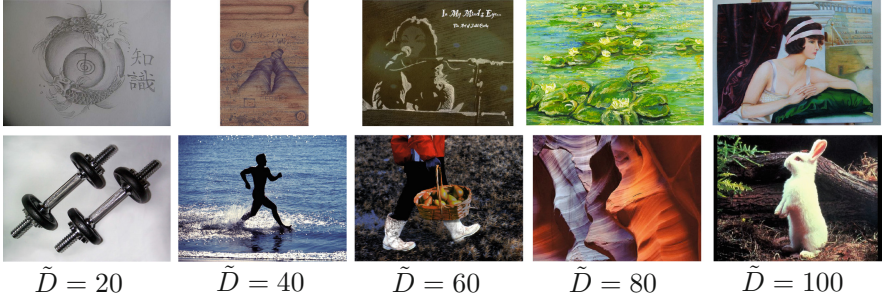 知
識
In My Mind's Eye...
D̃ = 20
D̃ = 40
D̃ = 60
D̃ = 80
D̃ = 100